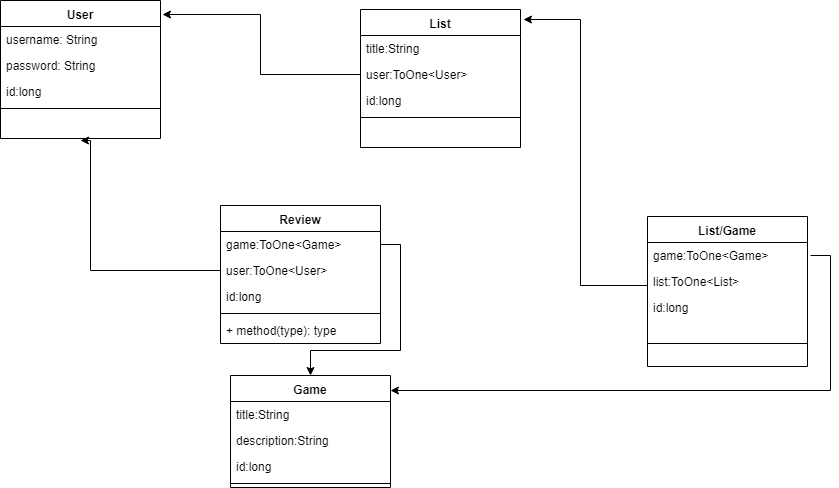 User
username: String
password: String
id:long
List
title:String
user:ToOne<User>
id:long
Review
game:ToOne<Game>
user:ToOne<User>
id:long
+ method(type): type
List/Game
game:ToOne<Game>
list:ToOne<List>
id:long
Game
title:String
description:String
id:long